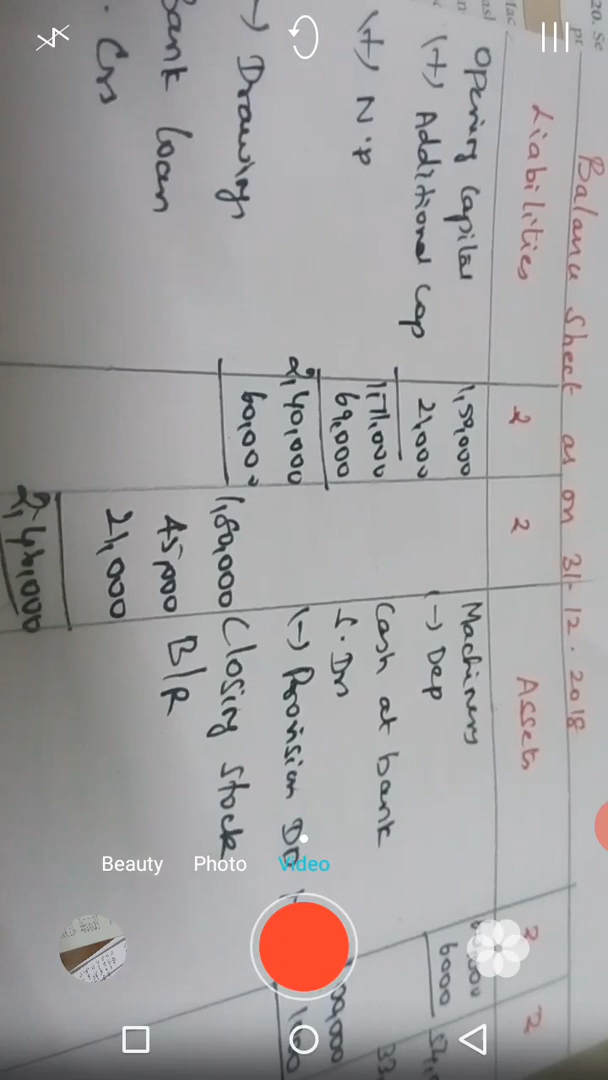 Balance Sheet as on 31.12.2018
Liabilities ₹ ₹ Assets ₹ ₹
Opening Capital 1,50,000 Machinery
(+) Additional Cap 21,000 (-) Dep 6000
1,71,000 Cash at bank
(+) N.P 69,000 S.Drs
2,40,000 (-) Provision
(-) Drawings 60,000 1,80,000 Closing stock
Bank loan 45,000 B/R
Crs 21,000
2,46,000
Beauty Photo Video